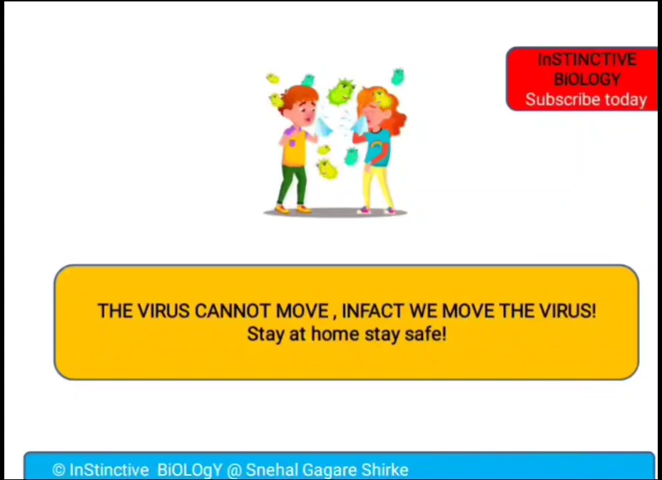 InSTINCTIVE
BiOLOGY
Subscribe today
THE VIRUS CANNOT MOVE , INFACT WE MOVE THE VIRUS!
Stay at home stay safe!
© InStinctive BiOLOgY @ Snehal Gagare Shirke